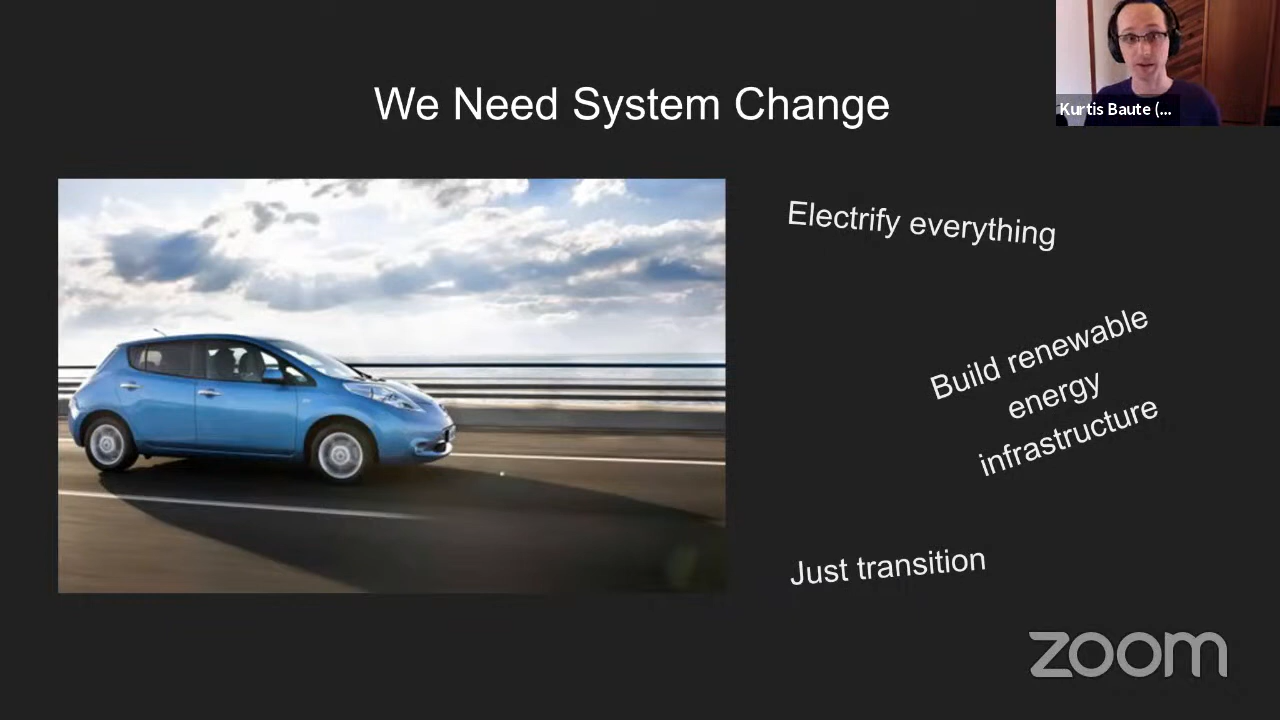 We Need System Change
Kurtis Baute (...
Electrify everything
Build renewable
energy
infrastructure
Just transition
zoom